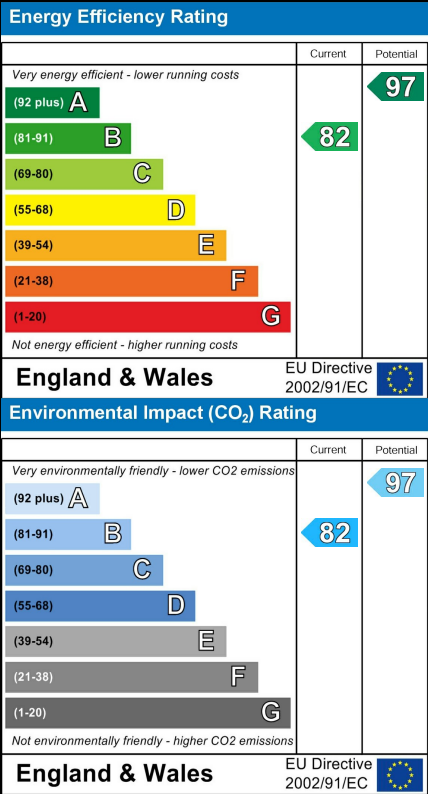 Energy Efficiency Rating
Current Potential
Very energy efficient - lower running costs
(92 plus) A
(81-91) B
(69-80) C
(55-68) D
(39-54) E
(21-38) F
(1-20) G
82
97
Not energy efficient - higher running costs
England & Wales
EU Directive
2002/91/EC
Environmental Impact (CO₂) Rating
Current Potential
Very environmentally friendly - lower CO2 emissions
(92 plus) A
(81-91) B
(69-80) C
(55-68) D
(39-54) E
(21-38) F
(1-20) G
82
97
Not environmentally friendly - higher CO2 emissions
England & Wales
EU Directive
2002/91/EC